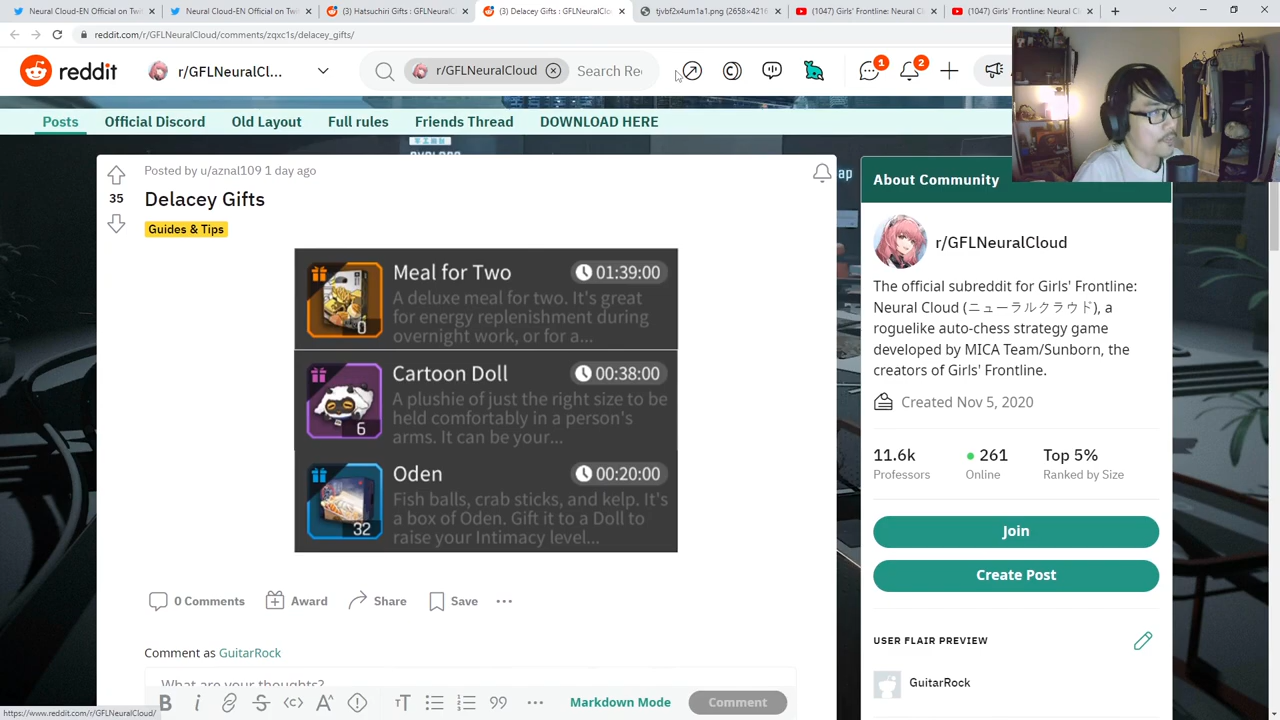 Neural Cloud-EN Official on Twi
Neural Cloud-EN Official on Twi
(3) Hatsuchiri Gifts : GFLNeuralC
(3) Delacey Gifts : GFLNeuralClo
tjvbf2x4um1a1.png (2658×4216
(1047) Girls' Frontline: Neural C
(1047) Girls' Frontline: Neural C
reddit.com/r/GFLNeuralCloud/comments/zqxc1s/delacey_gifts/
reddit
r/GFLNeuralCl...
r/GFLNeuralCloud
Search Re
1
2
Posts
Official Discord
Old Layout
Full rules
Friends Thread
DOWNLOAD HERE
Posted by u/aznal109 1 day ago
35
Delacey Gifts
Guides & Tips
Meal for Two
01:39:00
A deluxe meal for two. It's great
for energy replenishment during
overnight work, or for a...
0
Cartoon Doll
00:38:00
A plushie of just the right size to be
held comfortably in a person's
arms. It can be your...
6
Oden
00:20:00
Fish balls, crab sticks, and kelp. It's
a box of Oden. Gift it to a Doll to
raise your Intimacy level...
32
0 Comments
Award
Share
Save
Comment as GuitarRock
What are your thoughts?
Markdown Mode
Comment
About Community
r/GFLNeuralCloud
The official subreddit for Girls' Frontline:
Neural Cloud (ニューラルクラウド), a
roguelike auto-chess strategy game
developed by MICA Team/Sunborn, the
creators of Girls' Frontline.
Created Nov 5, 2020
11.6k
261
Top 5%
Professors
Online
Ranked by Size
Join
Create Post
USER FLAIR PREVIEW
GuitarRock
https://www.reddit.com/r/GFLNeuralCloud/